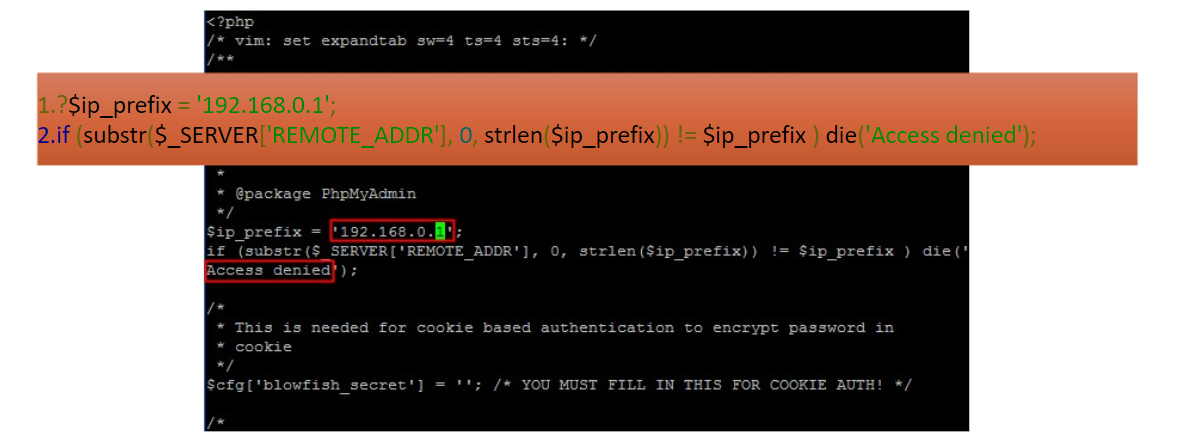 <?php
/* vim: set expandtab sw=4 ts=4 sts=4: */
/**
1.?$ip_prefix = '192.168.0.1';
2.if (substr($_SERVER['REMOTE_ADDR'], 0, strlen($ip_prefix)) != $ip_prefix ) die('Access denied');
*
* @package PhpMyAdmin
*/
$ip_prefix = '192.168.0.1';
if (substr($_SERVER['REMOTE_ADDR'], 0, strlen($ip_prefix)) != $ip_prefix ) die('
Access denied');
/*
* This is needed for cookie based authentication to encrypt password in
* cookie
*/
$cfg['blowfish_secret'] = ''; /* YOU MUST FILL IN THIS FOR COOKIE AUTH! */
/*